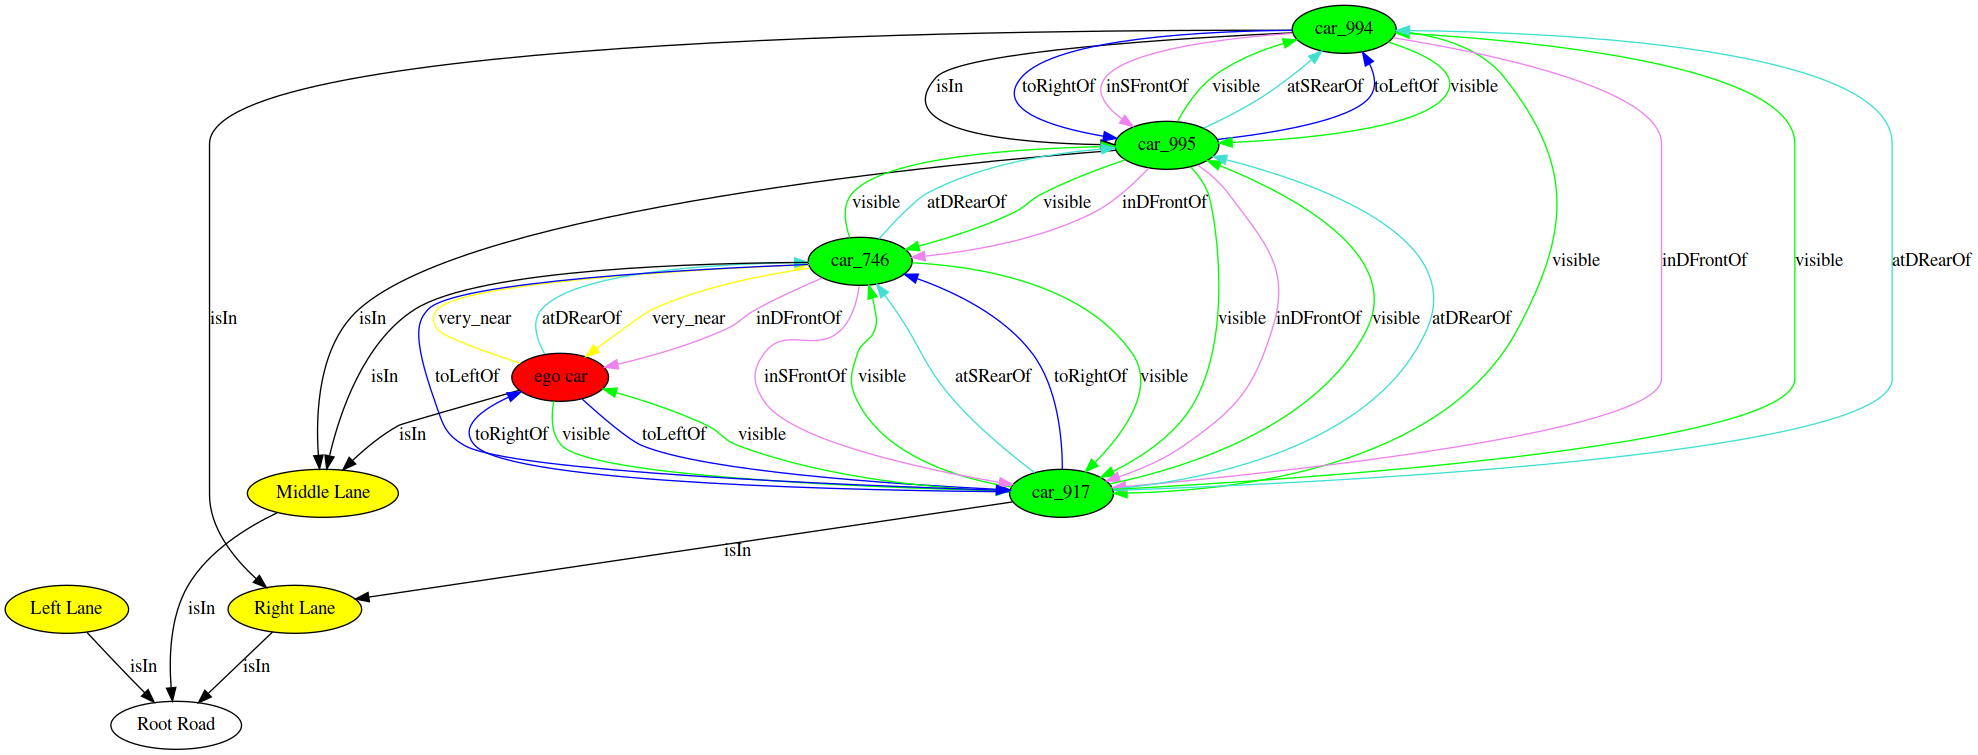 car_994
isIn
toRightOf
inSFrontOf
visible
atSRearOf
toLeftOf
visible
car_995
visible
atDRearOf
visible
inDFrontOf
car_746
visible
inDFrontOf
visible
atDRearOf
isIn
isIn
very_near
atDRearOf
very_near
inDFrontOf
visible
inDFrontOf
visible
atDRearOf
isIn
toLeftOf
ego car
inSFrontOf
visible
atSRearOf
toRightOf
visible
isIn
toRightOf
visible
toLeftOf
visible
Middle Lane
car_917
isIn
Left Lane
isIn
Right Lane
isIn
isIn
Root Road